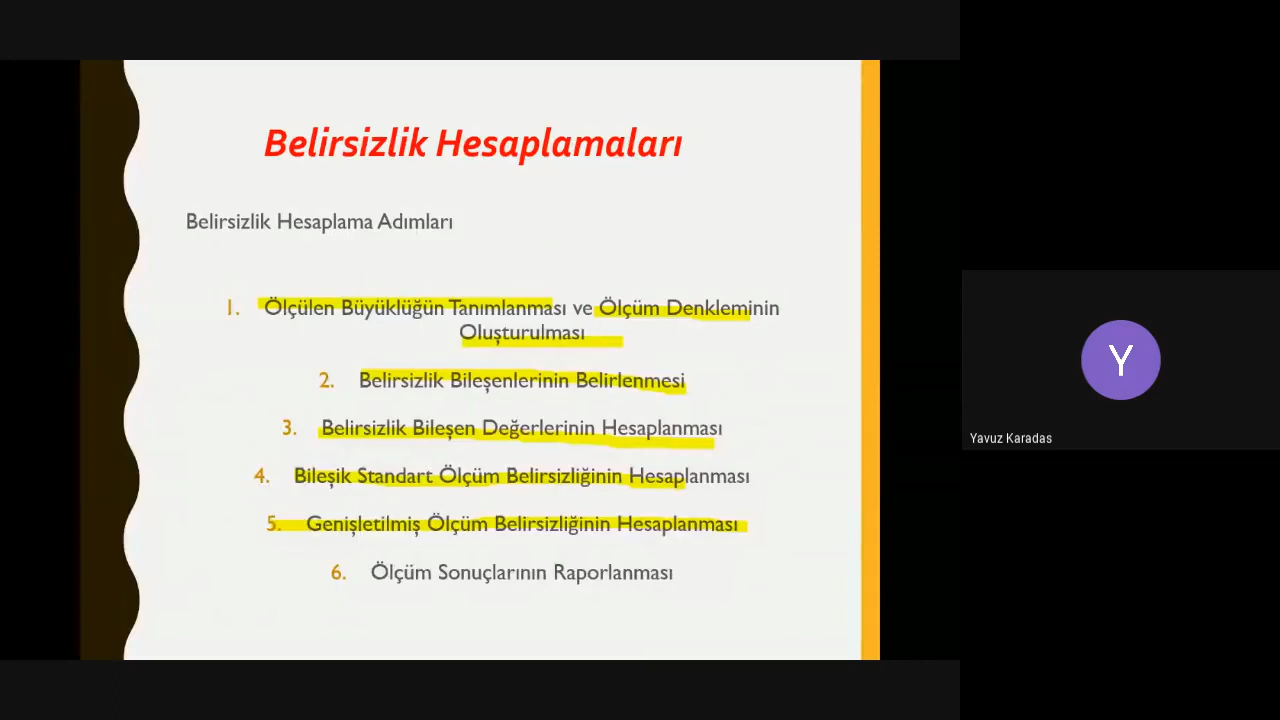 Belirsizlik Hesaplamaları
Belirsizlik Hesaplama Adımları
1. Ölçülen Büyüklüğün Tanımlanması ve Ölçüm Denkleminin
Oluşturulması
2. Belirsizlik Bileşenlerinin Belirlenmesi
3. Belirsizlik Bileşen Değerlerinin Hesaplanması
4. Bileşik Standart Ölçüm Belirsizliğinin Hesaplanması
5. Genişletilmiş Ölçüm Belirsizliğinin Hesaplanması
6. Ölçüm Sonuçlarının Raporlanması
Y
Yavuz Karadas